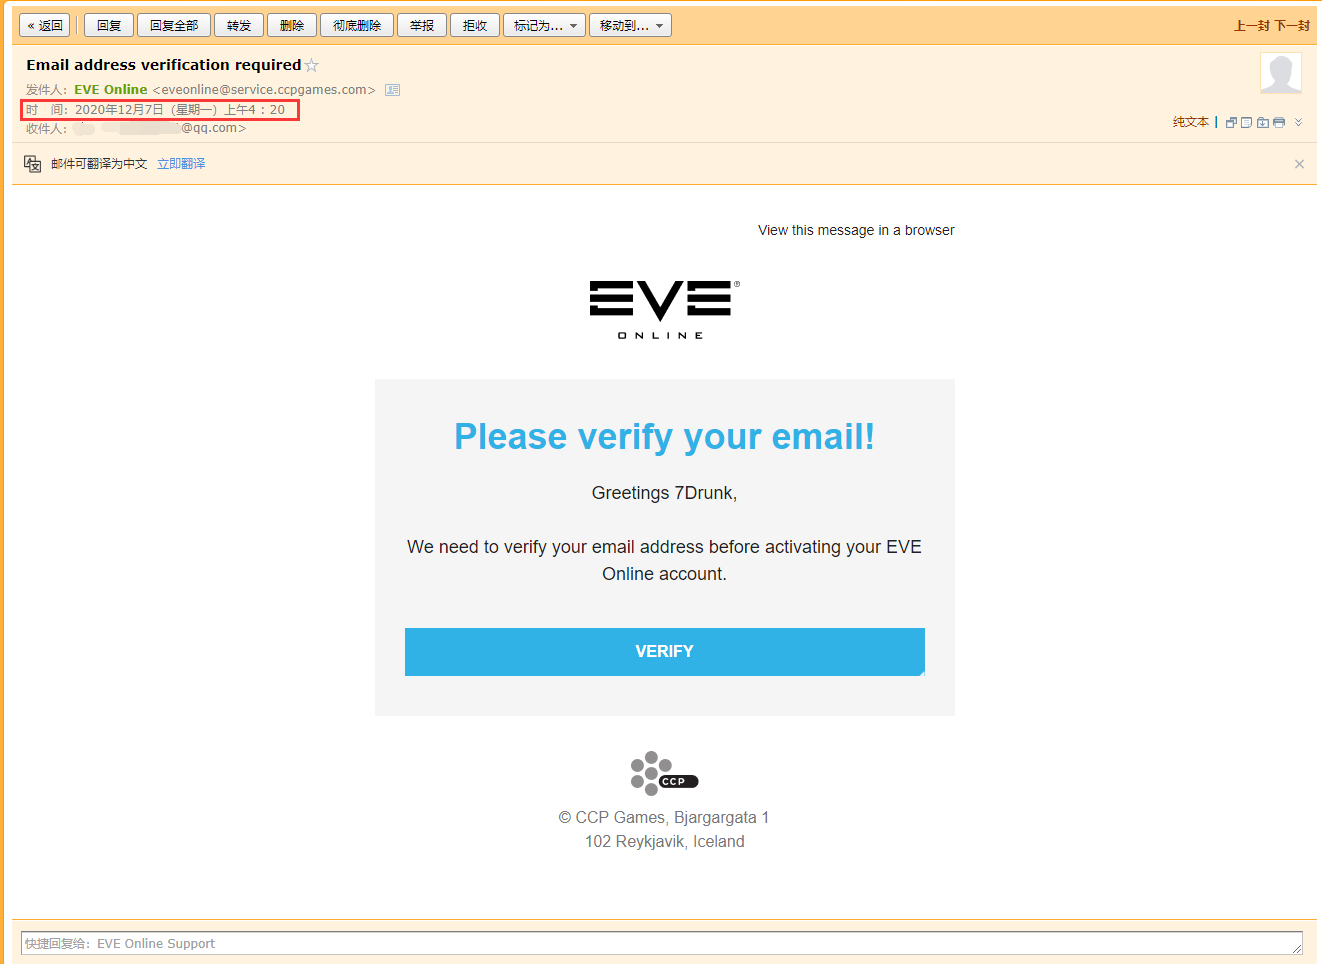 « 返回 回复 回复全部 转发 删除 彻底删除 举报 拒收 标记为... 移动到... 上一封 下一封
Email address verification required
发件人：EVE Online <eveonline@service.ccpgames.com>
时 间：2020年12月7日（星期一）上午4：20
纯文本
收件人： @qq.com>
邮件可翻译为中文 立即翻译
View this message in a browser
EVE®
ONLINE
Please verify your email!
Greetings 7Drunk,
We need to verify your email address before activating your EVE
Online account.
VERIFY
CCP
© CCP Games, Bjargargata 1
102 Reykjavik, Iceland
快捷回复给：EVE Online Support